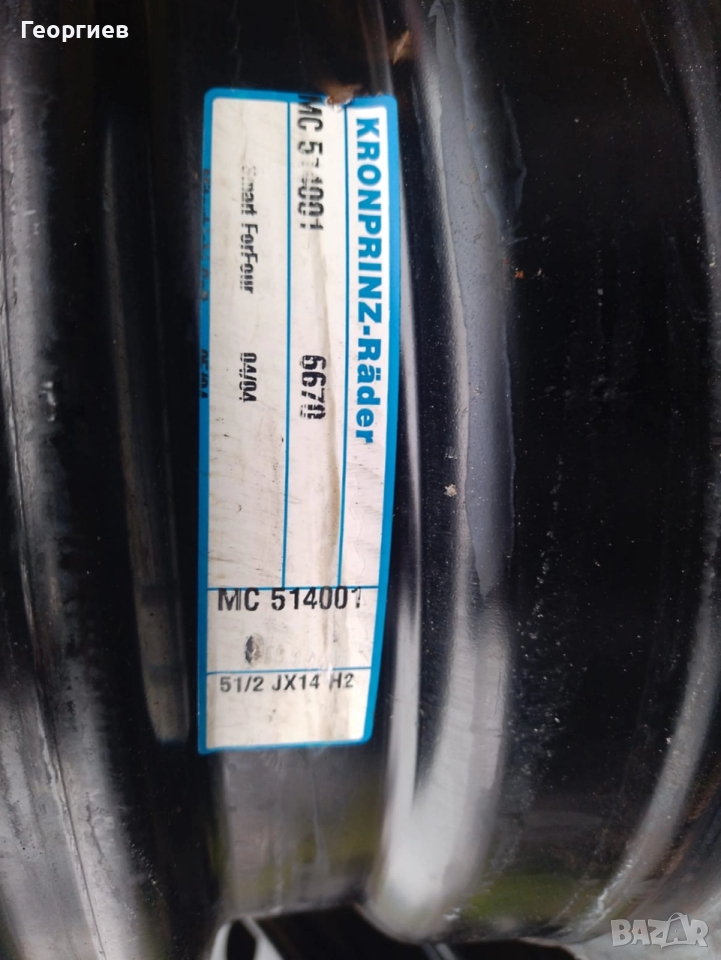 Георгиев
KRONPRINZ-Räder
MC 514001 6670
Smart ForFour 04/04
MC 514001
51/2 JX14 H2
BAZAR